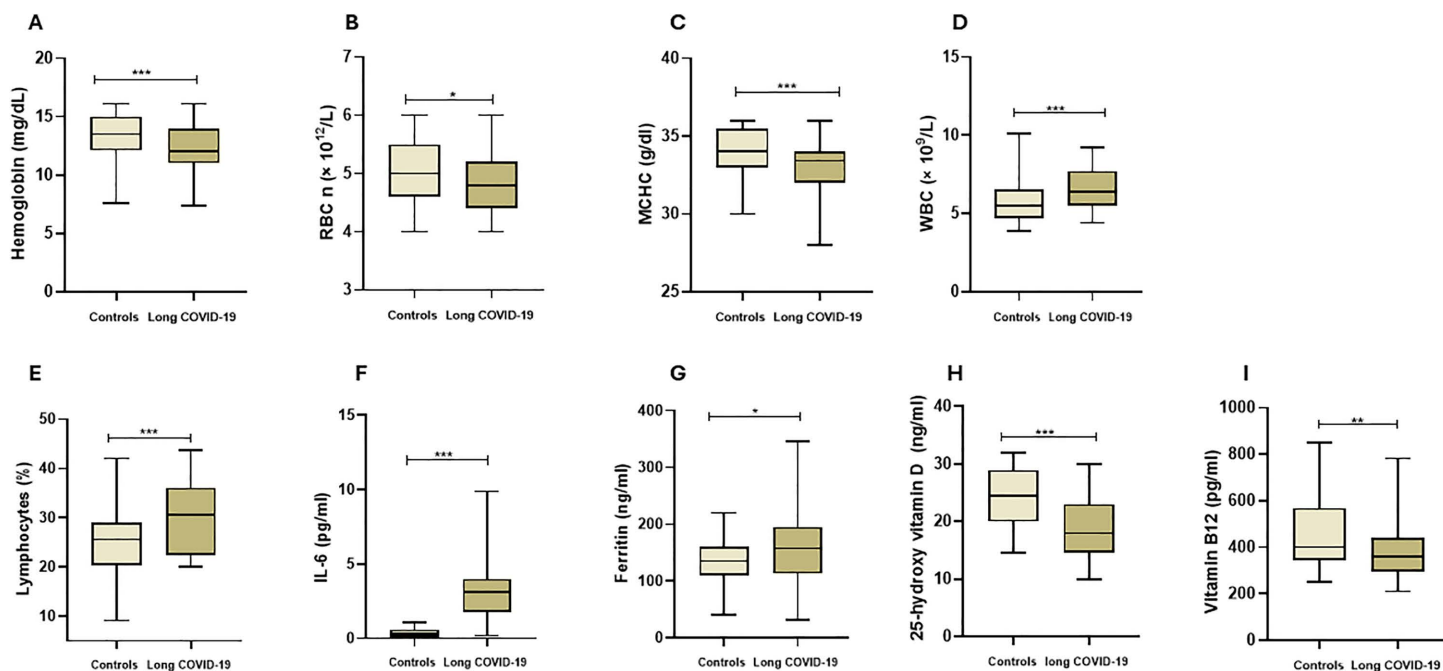 A
B
C
D
Hemoglobin (mg/dL)
20
15
10
5
0
***
Controls
Long COVID-19
RBC n (× 10¹²/L)
7
6
5
4
3
*
Controls
Long COVID-19
MCHC (g/dl)
40
35
30
25
***
Controls
Long COVID-19
WBC (× 10⁹/L)
15
10
5
0
***
Controls
Long COVID-19
E
F
G
H
I
Lymphocytes (%)
50
40
30
20
10
***
Controls
Long COVID-19
IL-6 (pg/ml)
15
10
5
0
***
Controls
Long COVID-19
Ferritin (ng/ml)
400
300
200
100
0
*
Controls
Long COVID-19
25-hydroxy vitamin D (ng/ml)
40
30
20
10
0
***
Controls
long COVID-19
Vitamin B12 (pg/ml)
1000
800
600
400
200
0
**
Controls
Long COVID-19